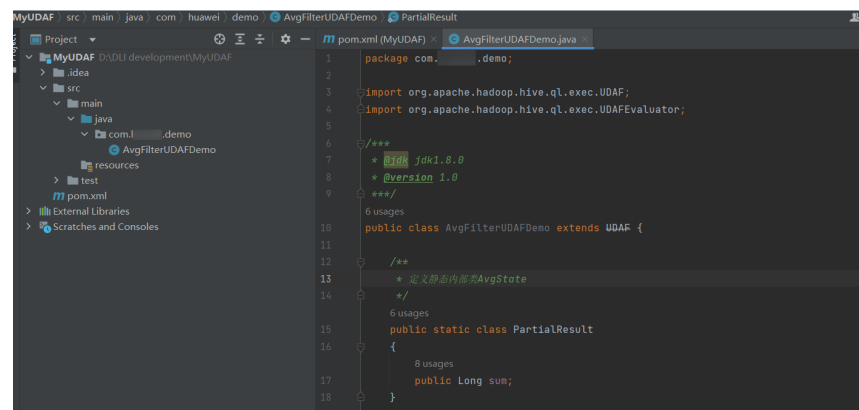 MyUDAF src main java com huawei demo AvgFilterUDAFDemo PartialResult
Project
pom.xml (MyUDAF) AvgFilterUDAFDemo.java
MyUDAF D:\DLI development\MyUDAF
.idea
src
main
java
com.l .demo
AvgFilterUDAFDemo
resources
test
pom.xml
External Libraries
Scratches and Consoles
1 package com. .demo;
2
3 import org.apache.hadoop.hive.ql.exec.UDAF;
4 import org.apache.hadoop.hive.ql.exec.UDAFEvaluator;
5
6 /***
7 * @jdk jdk1.8.0
8 * @version 1.0
9 ***/
6 usages
10 public class AvgFilterUDAFDemo extends UDAF {
11
12 /**
13 * 定义静态内部类AvgState
14 */
6 usages
15 public static class PartialResult
16 {
8 usages
17 public Long sum;
18 }